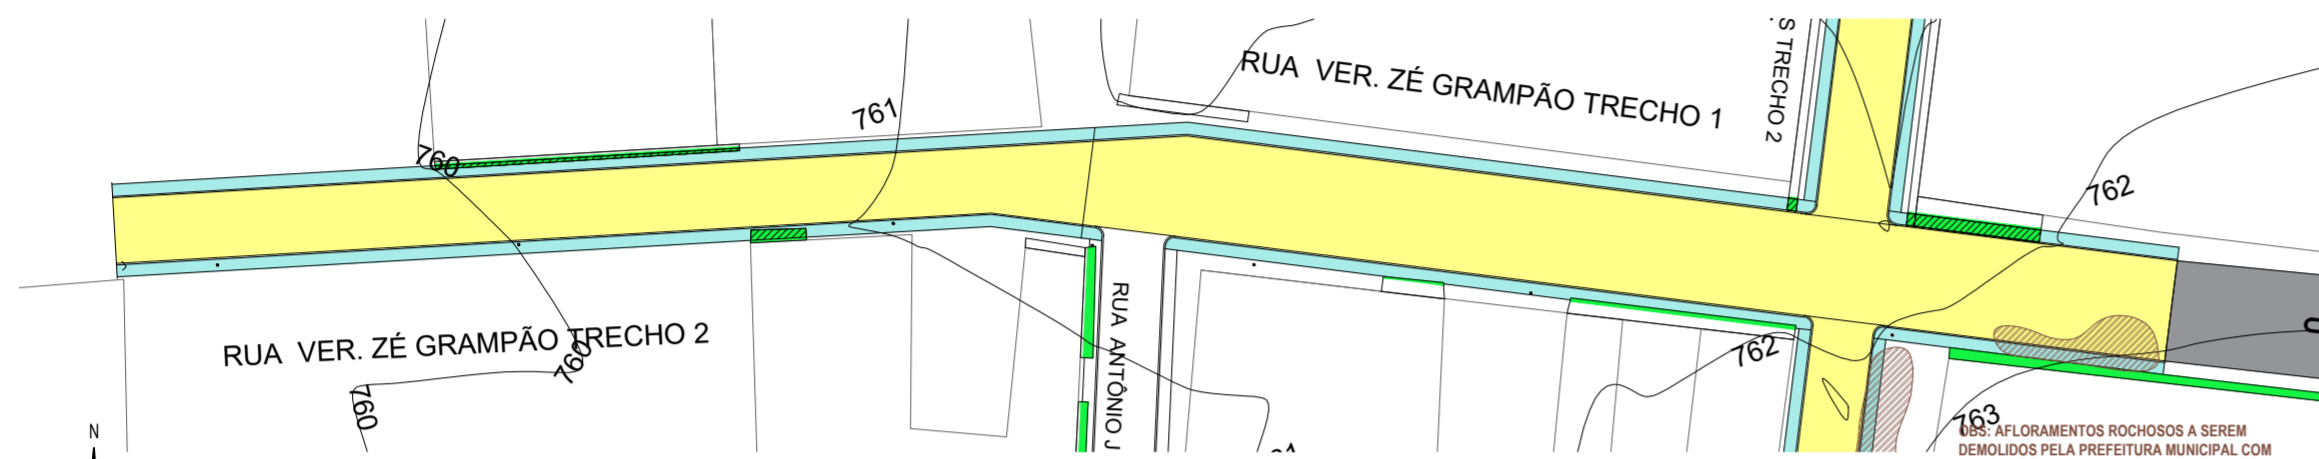 RUA VER. ZÉ GRAMPÃO TRECHO 1
S TRECHO 2
761
760
762
RUA VER. ZÉ GRAMPÃO TRECHO 2
760
760
RUA ANTÔNIO J
762
763
N
OBS: AFLORAMENTOS ROCHOSOS A SEREM
DEMOLIDOS PELA PREFEITURA MUNICIPAL COM